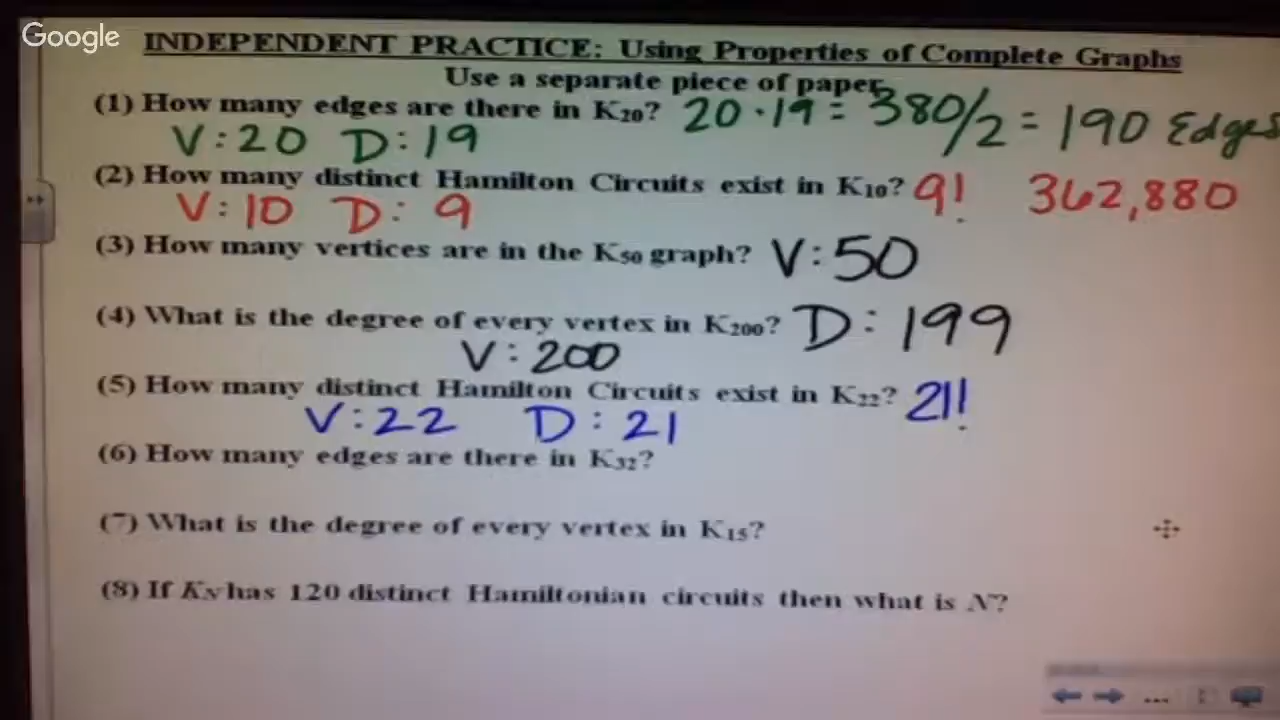 Google
INDEPENDENT PRACTICE: Using Properties of Complete Graphs
Use a separate piece of paper
(1) How many edges are there in K20? 20 · 19 = 380/2 = 190 Edges
V: 20 D: 19
(2) How many distinct Hamilton Circuits exist in K10? 9! 362,880
V: 10 D: 9
(3) How many vertices are in the K50 graph? V: 50
(4) What is the degree of every vertex in K200? D: 199
V: 200
(5) How many distinct Hamilton Circuits exist in K22? 21!
V: 22 D: 21
(6) How many edges are there in K32?
(7) What is the degree of every vertex in K15?
(8) If KN has 120 distinct Hamiltonian circuits then what is N?